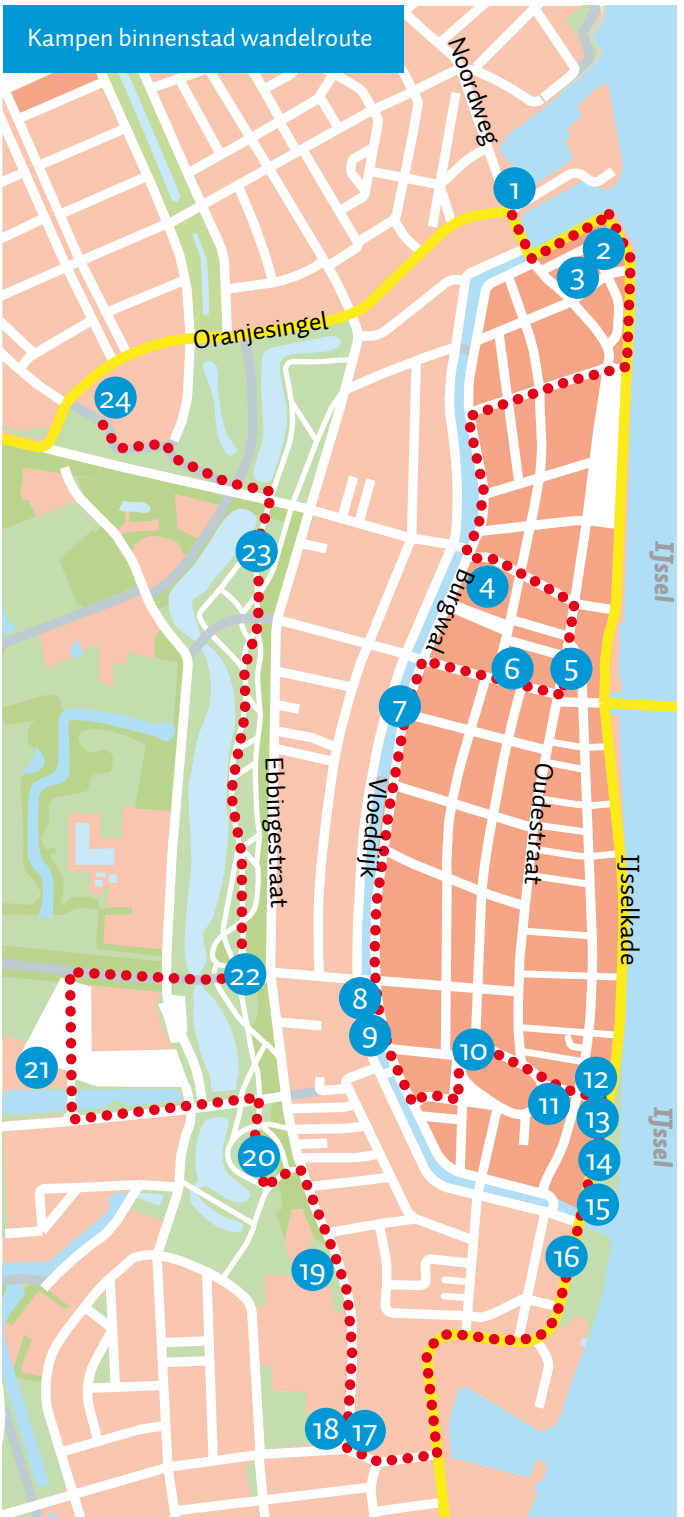 Kampen binnenstad wandelroute
Noordweg
1
2
3
Oranjesingel
24
23
IJssel
Burgwal
4
5
6
7
Ebbingestraat
Vloeddijk
Oudestraat
IJsselkade
22
8
9
10
21
12
11
13
IJssel
14
20
15
16
19
18
17